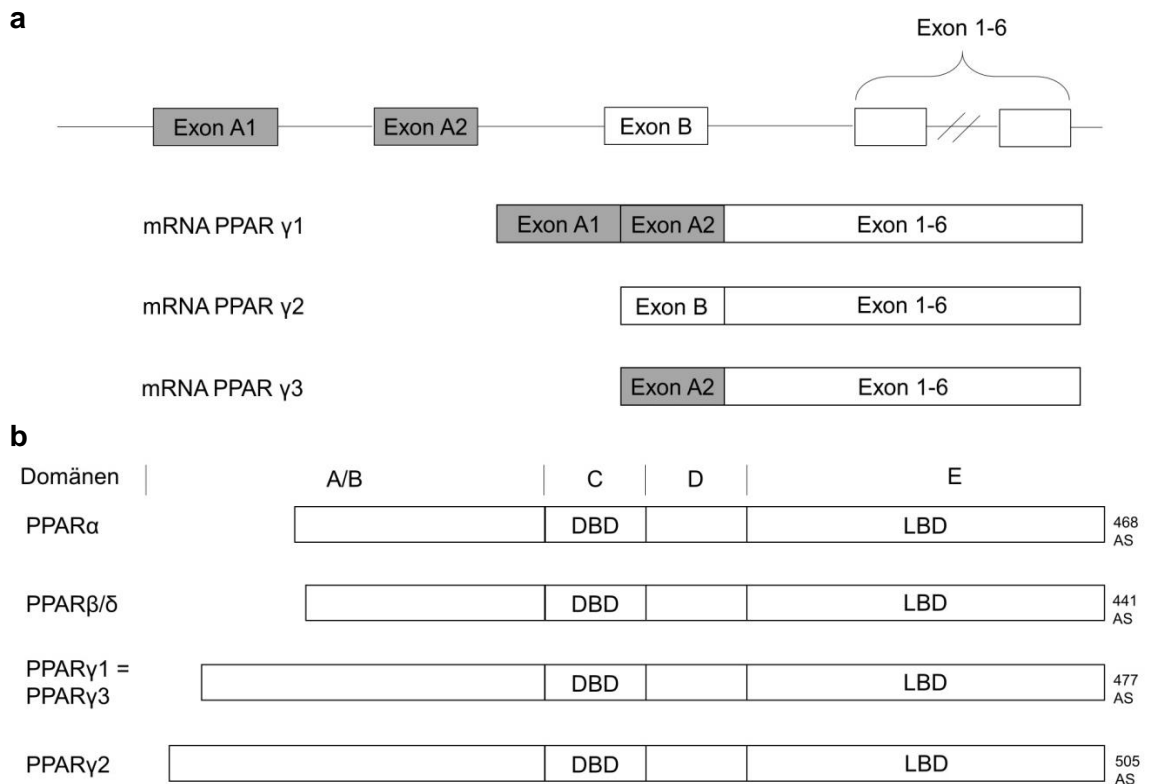 a
Exon 1-6
Exon A1 Exon A2 Exon B
mRNA PPAR γ1 Exon A1 Exon A2 Exon 1-6
mRNA PPAR γ2 Exon B Exon 1-6
mRNA PPAR γ3 Exon A2 Exon 1-6
b
Domänen A/B C D E
PPARα DBD LBD 468
AS
PPARβ/δ DBD LBD 441
AS
PPARγ1 =
PPARγ3 DBD LBD 477
AS
PPARγ2 DBD LBD 505
AS